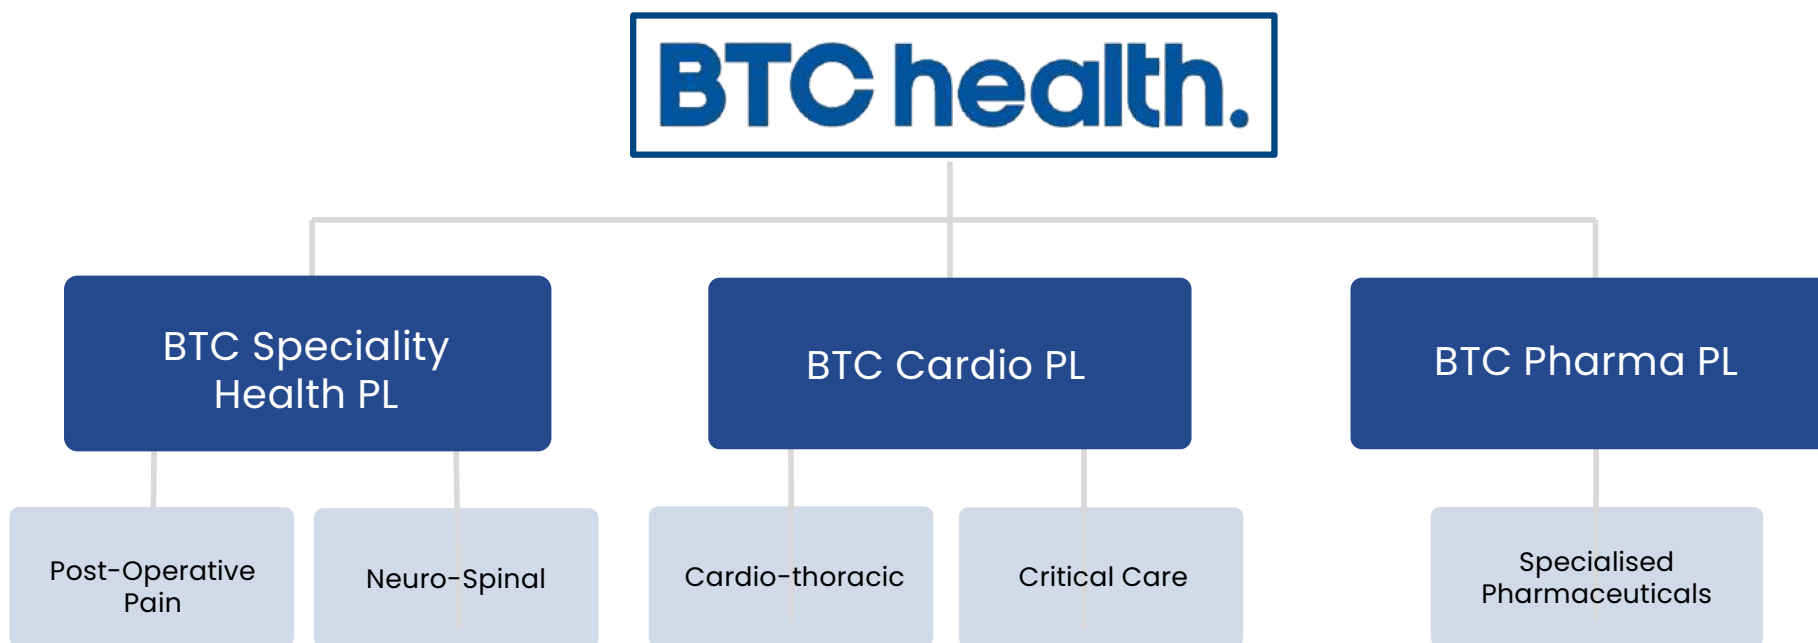 BTC health.
BTC Speciality
Health PL
BTC Cardio PL
BTC Pharma PL
Post-Operative
Pain
Neuro-Spinal
Cardio-thoracic
Critical Care
Specialised
Pharmaceuticals